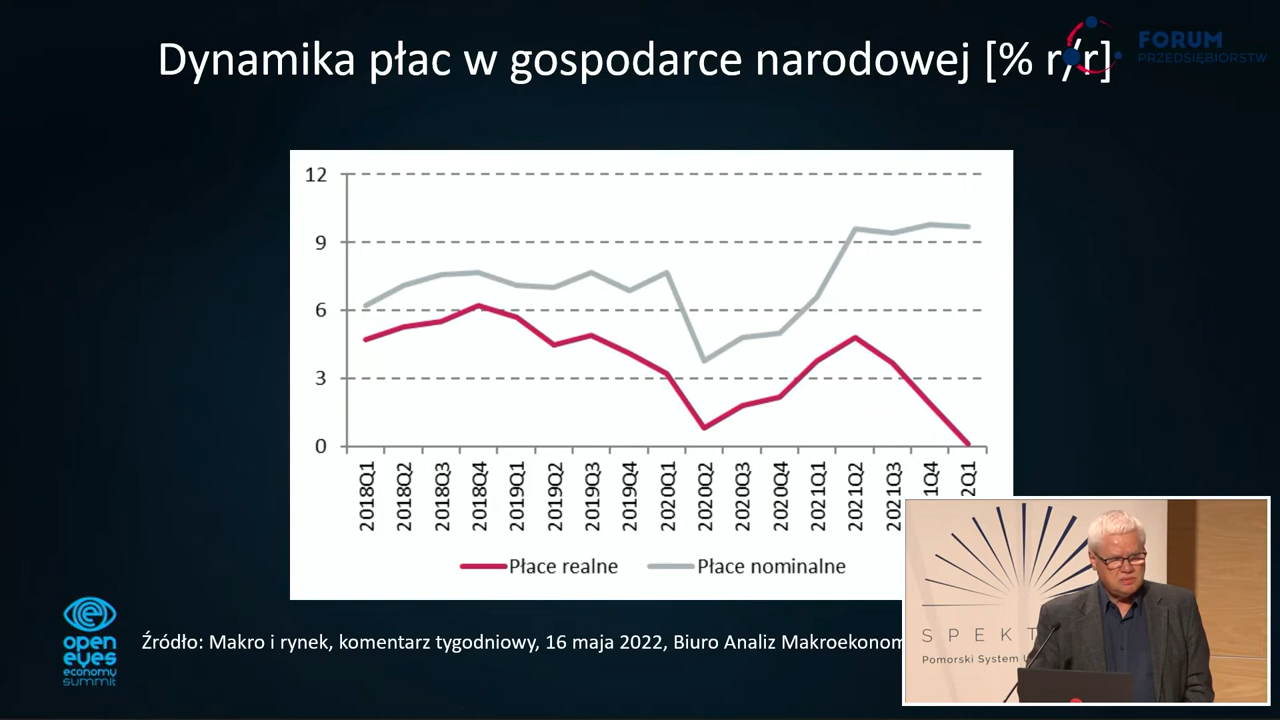 Dynamika płac w gospodarce narodowej [% r/r]
FORUM
PRZEDSIĘBIORSTW
12
9
6
3
0
2018Q1
2018Q2
2018Q3
2018Q4
2019Q1
2019Q2
2019Q3
2019Q4
2020Q1
2020Q2
2020Q3
2020Q4
2021Q1
2021Q2
2021Q3
1Q4
2Q1
Płace realne
Płace nominalne
open
eyes
economy
summit
Źródło: Makro i rynek, komentarz tygodniowy, 16 maja 2022, Biuro Analiz Makroekonom
SPEKT
Pomorski System